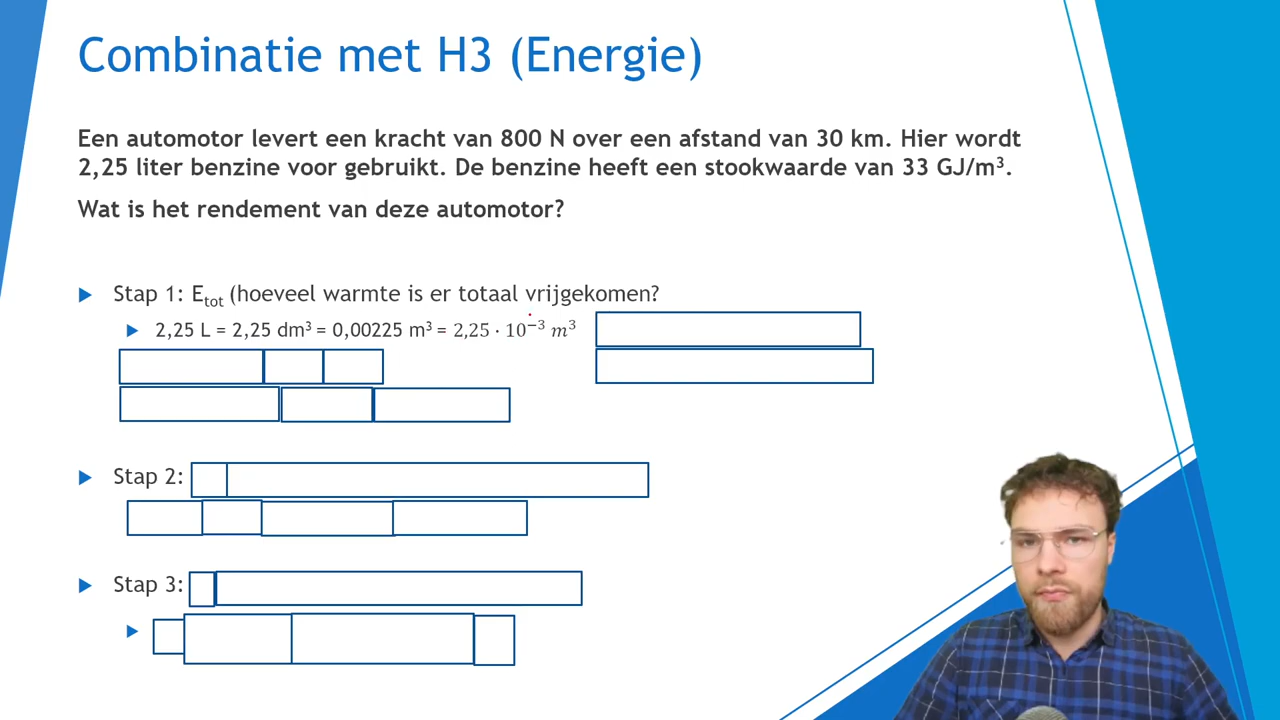 Combinatie met H3 (Energie)
Een automotor levert een kracht van 800 N over een afstand van 30 km. Hier wordt
2,25 liter benzine voor gebruikt. De benzine heeft een stookwaarde van 33 GJ/m³.
Wat is het rendement van deze automotor?
Stap 1: Etot (hoeveel warmte is er totaal vrijgekomen?
2,25 L = 2,25 dm³ = 0,00225 m³ = 2,25 · 10⁻³ m³
Stap 2:
Stap 3: